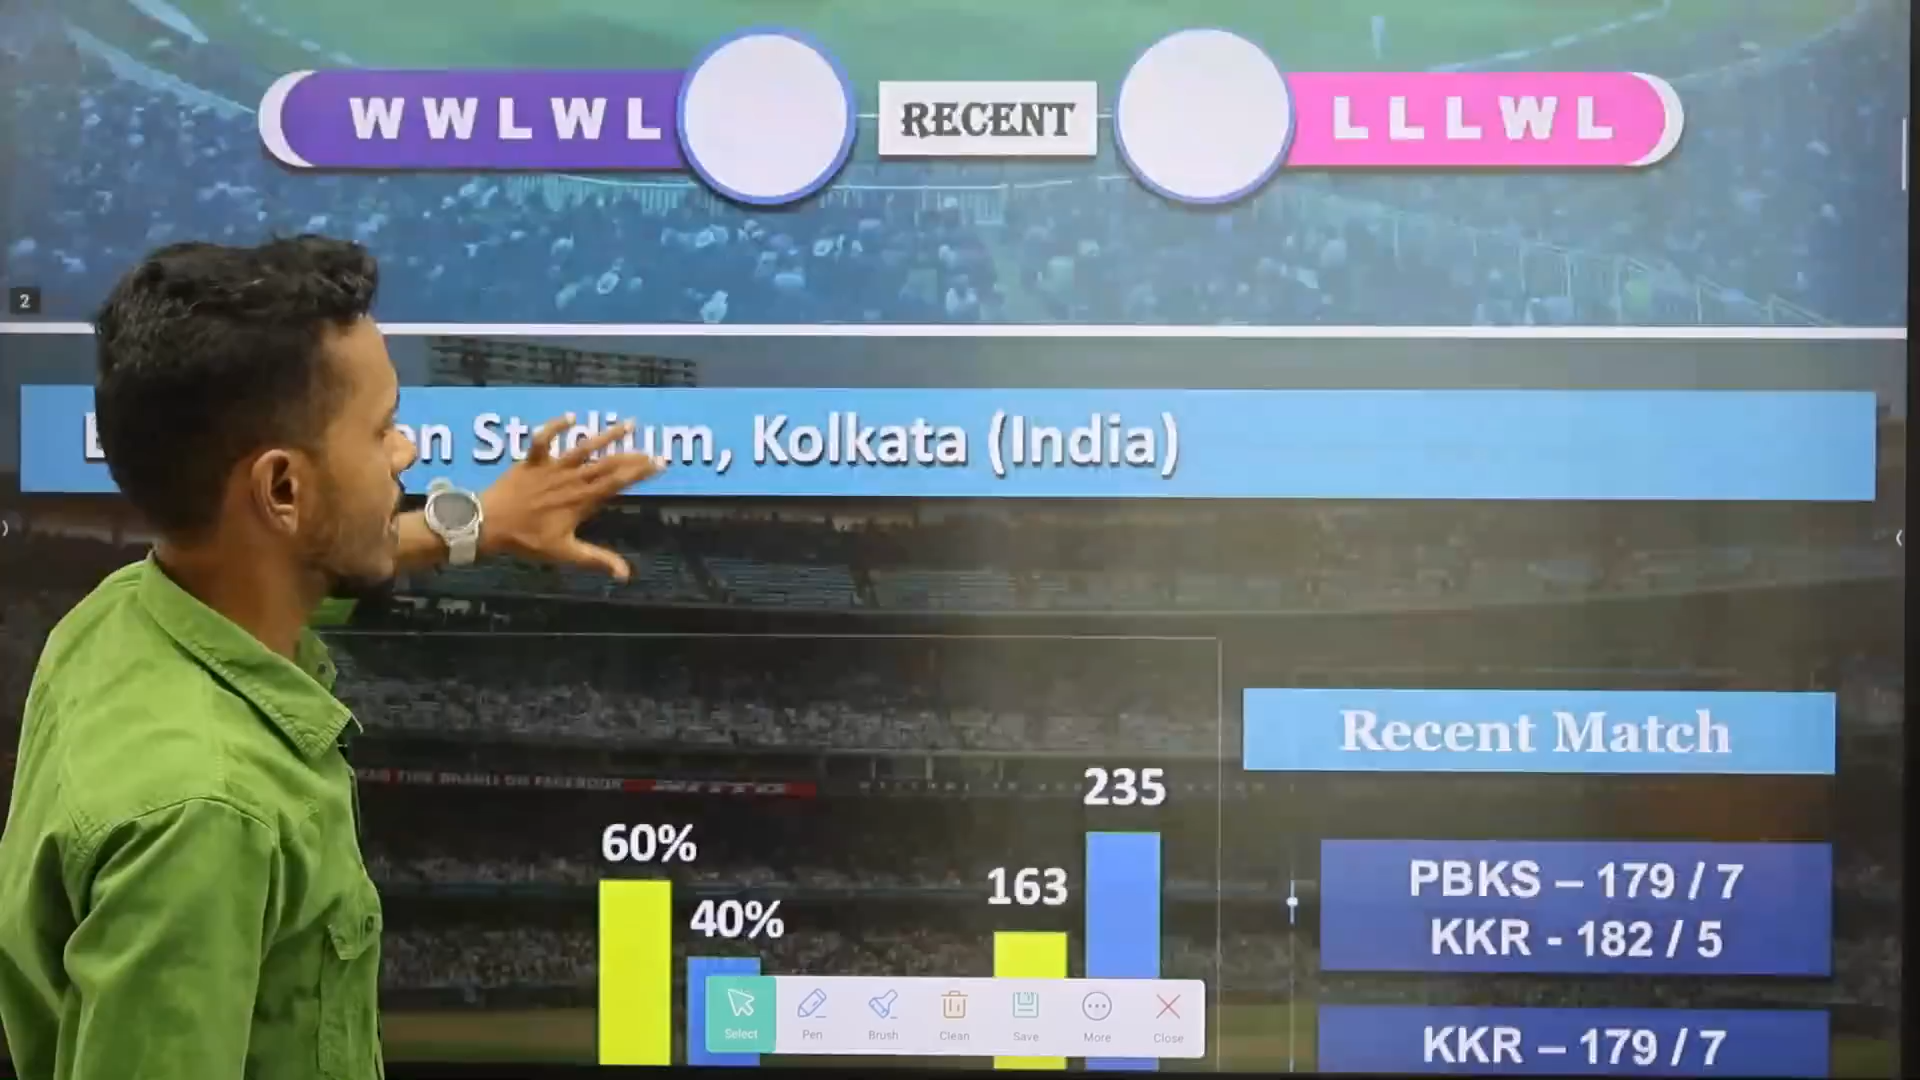 W W L W L
RECENT
L L L W L
2
Stadium, Kolkata (India)
Recent Match
235
60%
163
PBKS – 179 / 7
40%
KKR - 182 / 5
Select
Pen
Brush
Clean
Save
More
Close
KKR – 179 / 7